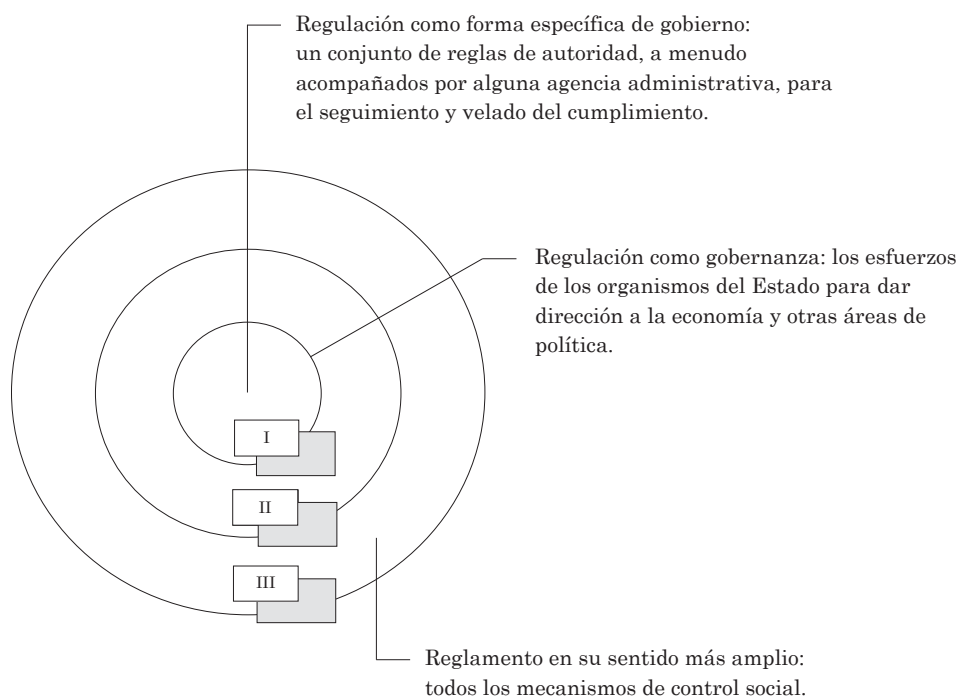 Regulación como forma específica de gobierno:
un conjunto de reglas de autoridad, a menudo
acompañados por alguna agencia administrativa, para
el seguimiento y velado del cumplimiento.
Regulación como gobernanza: los esfuerzos
de los organismos del Estado para dar
dirección a la economía y otras áreas de
política.
I
II
III
Reglamento en su sentido más amplio:
todos los mecanismos de control social.